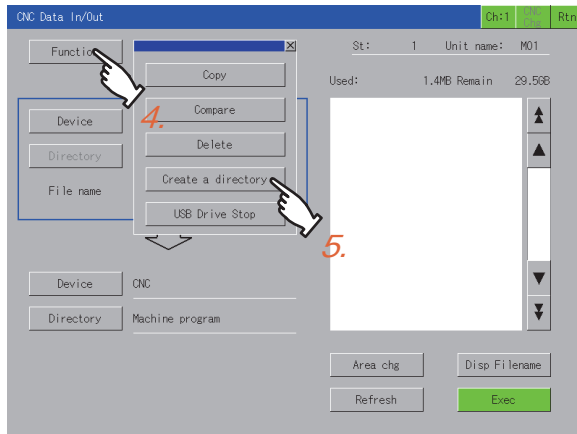 CNC Data In/Out Ch:1 CNC Chg Rtn
Function
St: 1 Unit name: M01
Used: 1.4MB Remain 29.5GB
Copy
4.
Compare
Delete
Create a directory
USB Drive Stop
5.
Device
Directory
File name
Device CNC
Directory Machine program
Area chg Disp Filename
Refresh Exec